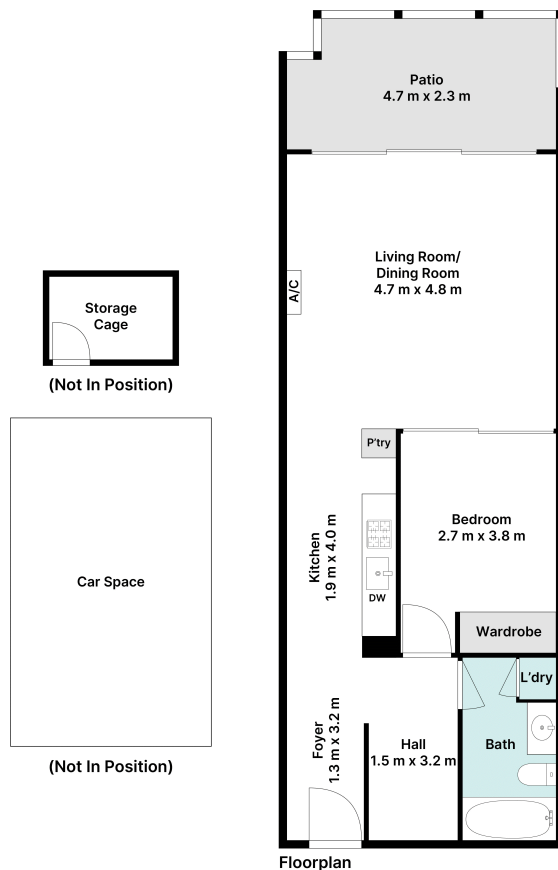 Patio
4.7 m x 2.3 m
Living Room/
Dining Room
4.7 m x 4.8 m
A/C
Storage
Cage
(Not In Position)
P'try
Kitchen
1.9 m x 4.0 m
DW
Bedroom
2.7 m x 3.8 m
Wardrobe
Car Space
(Not In Position)
L'dry
Foyer
1.3 m x 3.2 m
Hall
1.5 m x 3.2 m
Bath
Floorplan